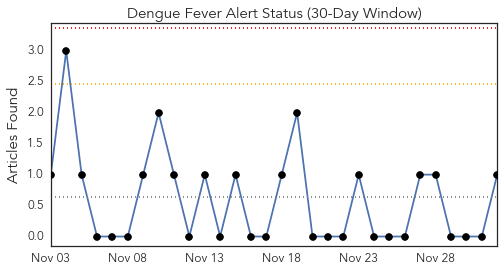 Dengue Fever Alert Status (30-Day Window)
Articles Found
3.0
2.5
2.0
1.5
1.0
0.5
0.0
Nov 03 Nov 08 Nov 13 Nov 18 Nov 23 Nov 28